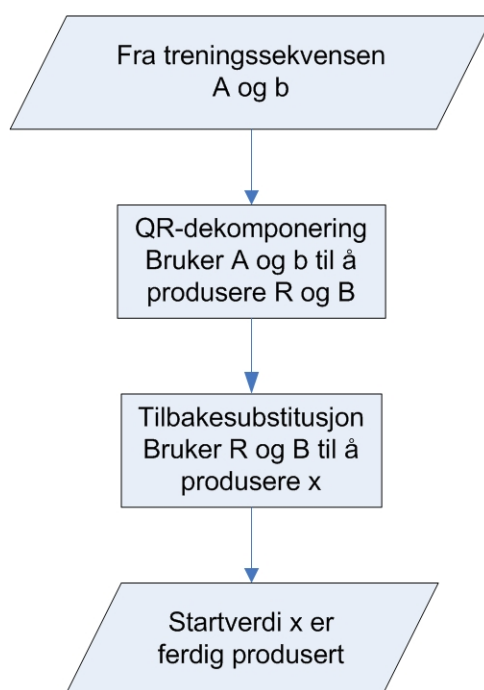 Fra treningssekvensen
A og b
QR-dekomponering
Bruker A og b til å
produsere R og B
Tilbakesubstitusjon
Bruker R og B til å
produsere x
Startverdi x er
ferdig produsert